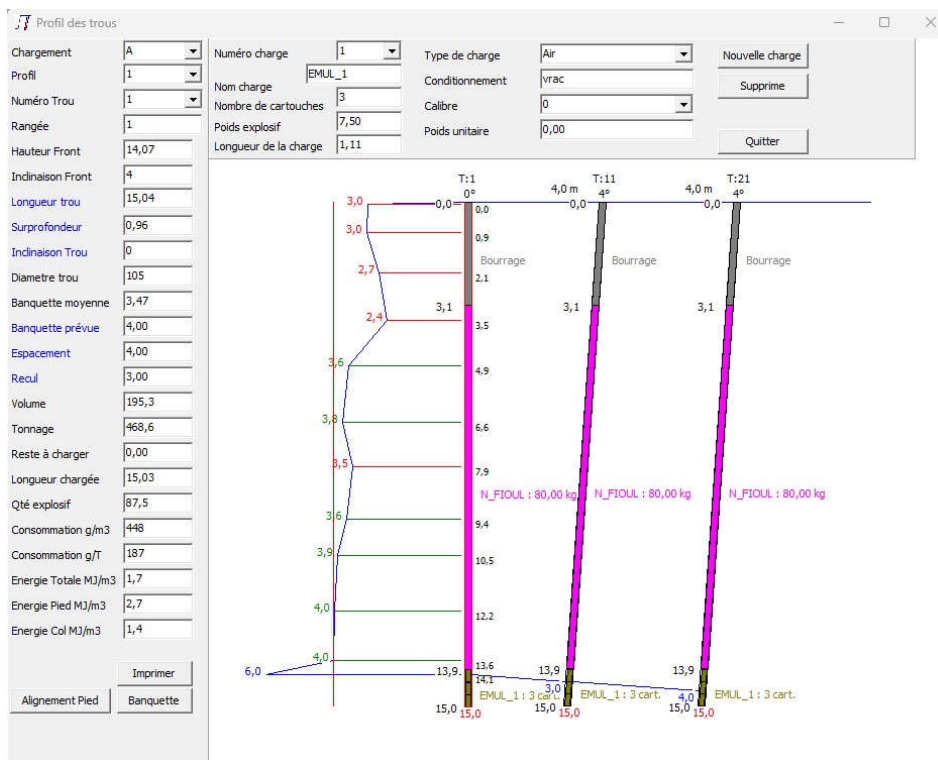 Profil des trous
Chargement A
Profil 1
Numéro Trou 1
Rangée 1
Hauteur Front 14,07
Inclinaison Front 4
Longueur trou 15,04
Surprofondeur 0,96
Inclinaison Trou 0
Diametre trou 105
Banquette moyenne 3,47
Banquette prévue 4,00
Espacement 4,00
Recul 3,00
Volume 195,3
Tonnage 468,6
Reste à charger 0,00
Longueur chargée 15,03
Qté explosif 87,5
Consommation g/m3 448
Consommation g/T 187
Energie Totale MJ/m3 1,7
Energie Pied MJ/m3 2,7
Energie Col MJ/m3 1,4
Imprimer
Alignement Pied Banquette
Numéro charge 1
Nom charge EMUL_1
Nombre de cartouches 3
Poids explosif 7,50
Longueur de la charge 1,11
Type de charge Air
Conditionnement vrac
Calibre 0
Poids unitaire 0,00
Nouvelle charge
Supprime
Quitter
T:1 T:11 T:21
0° 4,0 m 4° 4,0 m 4°
3,0 0,0 0,0 0,0 0,0
3,0 0,9
Bourrage Bourrage Bourrage
2,7 2,1
3,1 3,1 3,1
2,4 3,5
3,6 4,9
3,8 6,6
3,5 7,9
N_FIOUL : 80,00 kg N_FIOUL : 80,00 kg N_FIOUL : 80,00 kg
3,6 9,4
3,9 10,5
4,0 12,2
4,0 13,6
6,0 13,9 14,1 13,9 13,9
3,0 4,0
EMUL_1 : 3 cart. EMUL_1 : 3 cart. EMUL_1 : 3 cart.
15,0 15,0 15,0 15,0 15,0 15,0